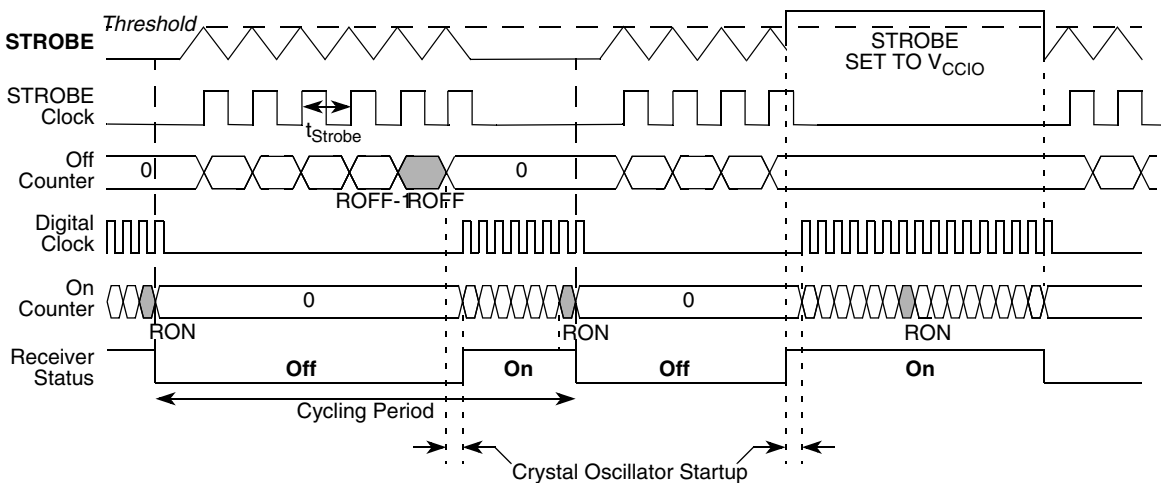 Threshold
STROBE
STROBE
SET TO VCCIO
STROBE
Clock
tStrobe
Off
Counter
0
0
ROFF-1
ROFF
Digital
Clock
On
Counter
0
0
RON
RON
RON
Receiver
Status
Off
On
Off
On
Cycling Period
Crystal Oscillator Startup